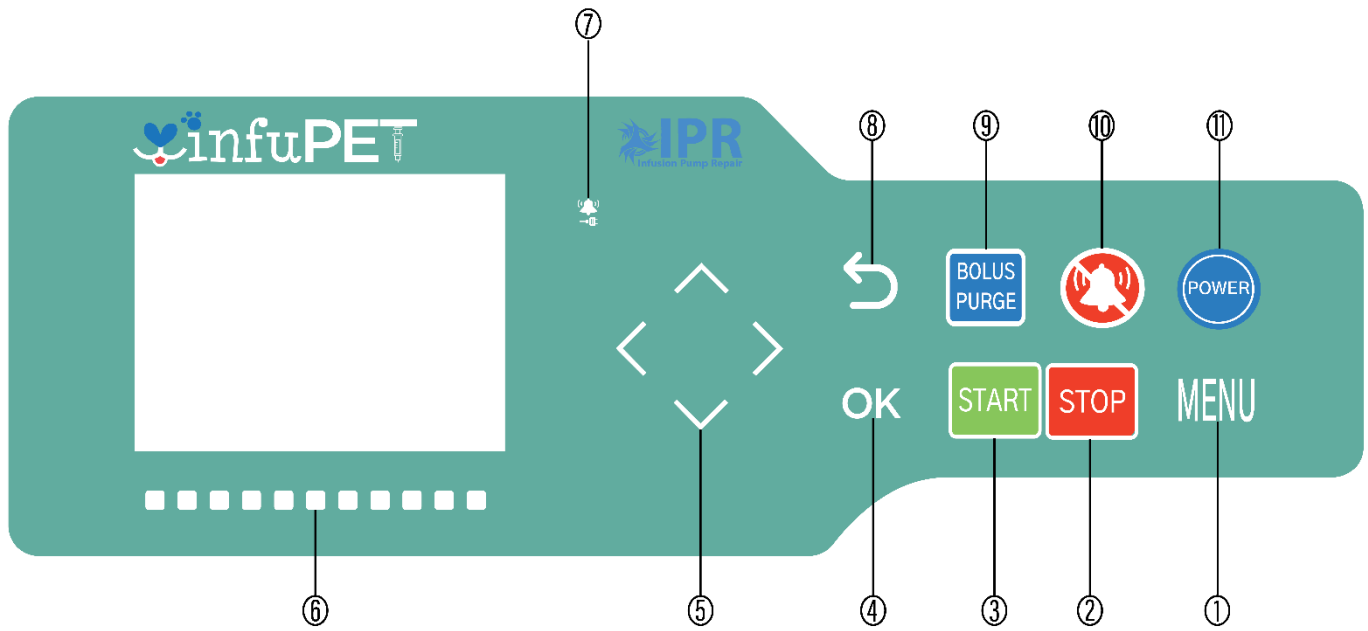 ⑦
infuPET
IPR
Infusion Pump Repair
⑧ ⑨ ⑩ ⑪
BOLUS
PURGE
POWER
OK START STOP MENU
⑥ ⑤ ④ ③ ② ①